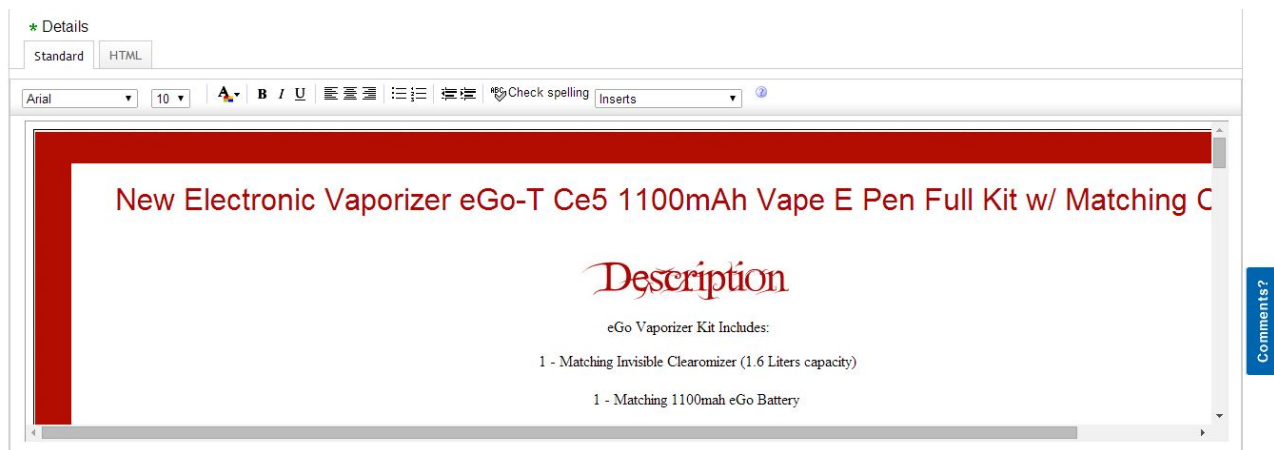 * Details
Standard HTML
Arial 10 A B I U ABC Check spelling Inserts ?
New Electronic Vaporizer eGo-T Ce5 1100mAh Vape E Pen Full Kit w/ Matching C
Description
eGo Vaporizer Kit Includes:
1 - Matching Invisible Clearomizer (1.6 Liters capacity)
1 - Matching 1100mah eGo Battery
Comments?